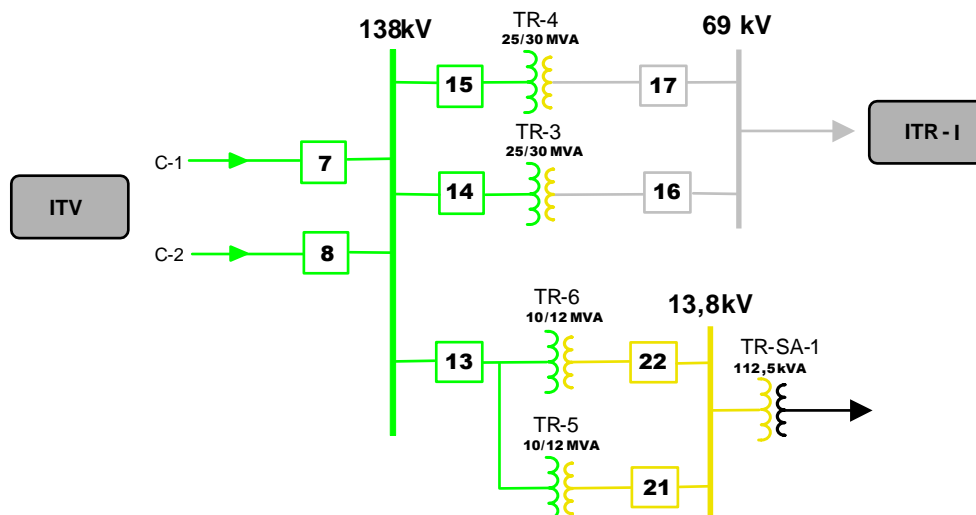 TR-4
25/30 MVA
138kV
69 kV
15
17
ITR - I
TR-3
25/30 MVA
C-1
7
14
16
ITV
C-2
8
TR-6
10/12 MVA
13,8kV
13
22
TR-SA-1
112,5kVA
TR-5
10/12 MVA
21